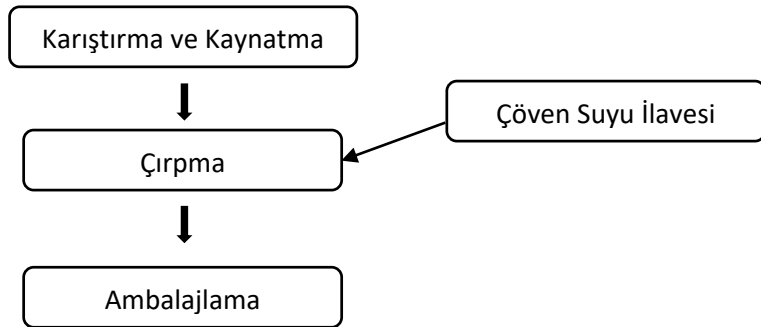 Karıştırma ve Kaynatma
Çöven Suyu İlavesi
Çırpma
Ambalajlama